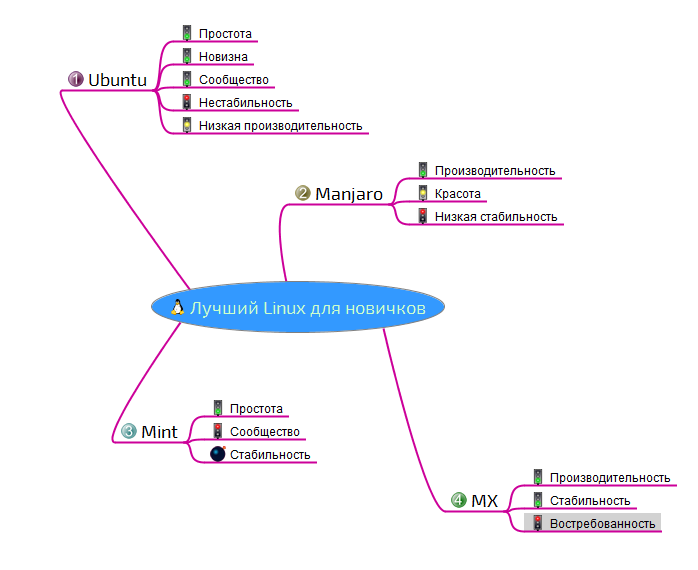 Простота
Новизна
1 Ubuntu
Сообщество
Нестабильность
Низкая производительность
Производительность
2 Manjaro
Красота
Низкая стабильность
Лучший Linux для новичков
Простота
3 Mint
Сообщество
Стабильность
Производительность
4 MX
Стабильность
Востребованность